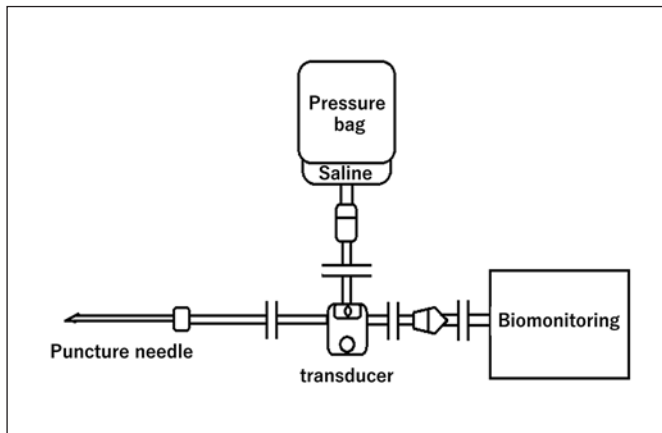 Pressure
bag
Saline
Biomonitoring
Puncture needle
transducer